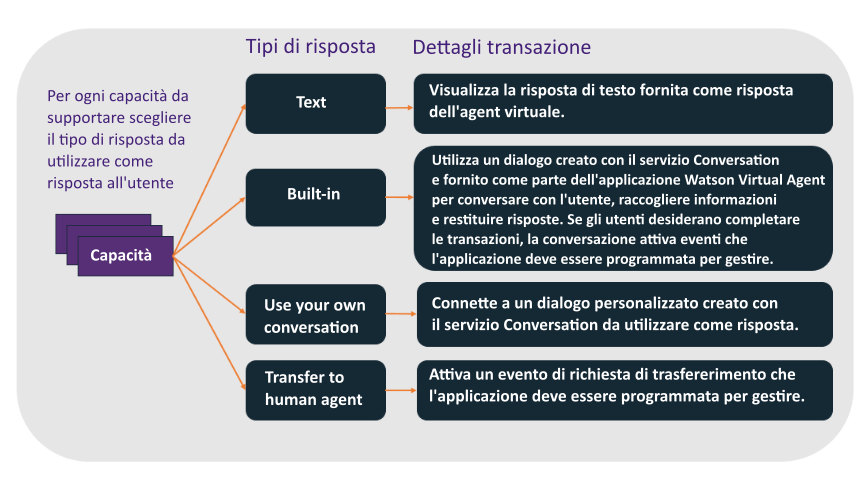 Tipi di risposta
Dettagli transazione
Per ogni capacità da
supportare scegliere
il tipo di risposta da
utilizzare come
risposta all'utente
Capacità
Text
Visualizza la risposta di testo fornita come risposta
dell'agent virtuale.
Built-in
Utilizza un dialogo creato con il servizio Conversation
e fornito come parte dell'applicazione Watson Virtual Agent
per conversare con l'utente, raccogliere informazioni
e restituire risposte. Se gli utenti desiderano completare
le transazioni, la conversazione attiva eventi che
l'applicazione deve essere programmata per gestire.
Use your own
conversation
Connette a un dialogo personalizzato creato con
il servizio Conversation da utilizzare come risposta.
Transfer to
human agent
Attiva un evento di richiesta di trasfererimento che
l'applicazione deve essere programmata per gestire.